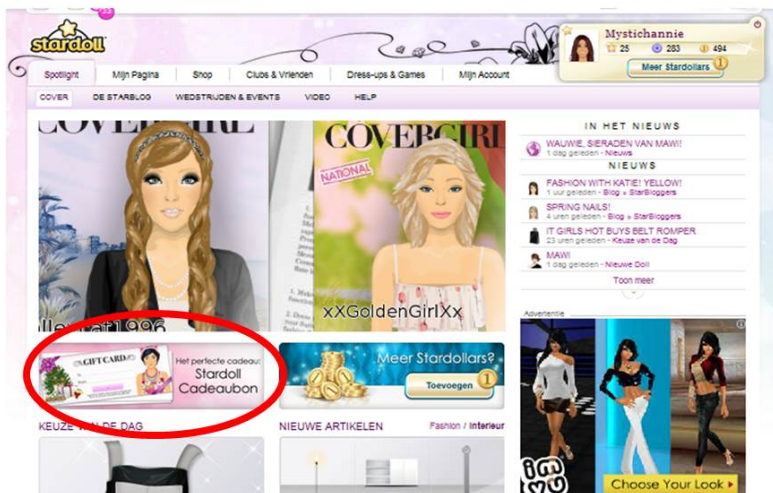 stardoll
Mystichannie
25 283 494
Meer Stardollars
Spotlight Mijn Pagina Shop Clubs & Vrienden Dress-ups & Games Mijn Account
COVER DE STARBLOG WEDSTRIJDEN & EVENTS VIDEO HELP
COVERGIRL
COVERGIRL
NATIONAL
xXGoldenGirlXx
IN HET NIEUWS
WAUWIE, SIERADEN VAN MAWI!
1 dag geleden - Nieuws
NIEUWS
FASHION WITH KATIE! YELLOW!
1 uur geleden - Blog » StarBloggers
SPRING NAILS!
4 uren geleden - Blog » StarBloggers
IT GIRLS HOT BUYS BELT ROMPER
23 uren geleden - Keuze van de Dag
MAWI
1 dag geleden - Nieuwe Doll
Toon meer
Advertentie
GIFT CARD
Het perfecte cadeau:
Stardoll
Cadeaubon
Meer Stardollars?
Toevoegen
KEUZE VAN DE DAG
NIEUWE ARTIKELEN Fashion / Interieur
imvu
Choose Your Look